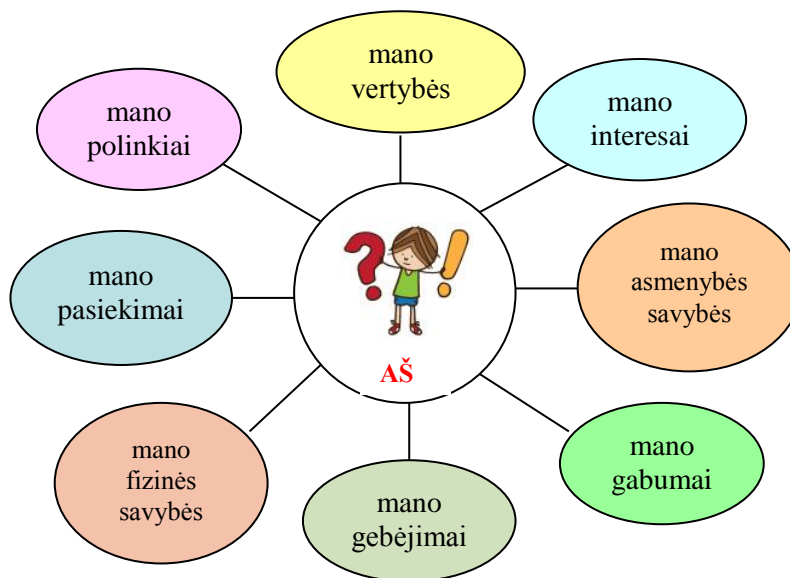 mano
vertybės
mano
polinkiai
mano
interesai
mano
pasiekimai
mano
asmenybės
savybės
AŠ
mano
fizinės
savybės
mano
gabumai
mano
gebėjimai